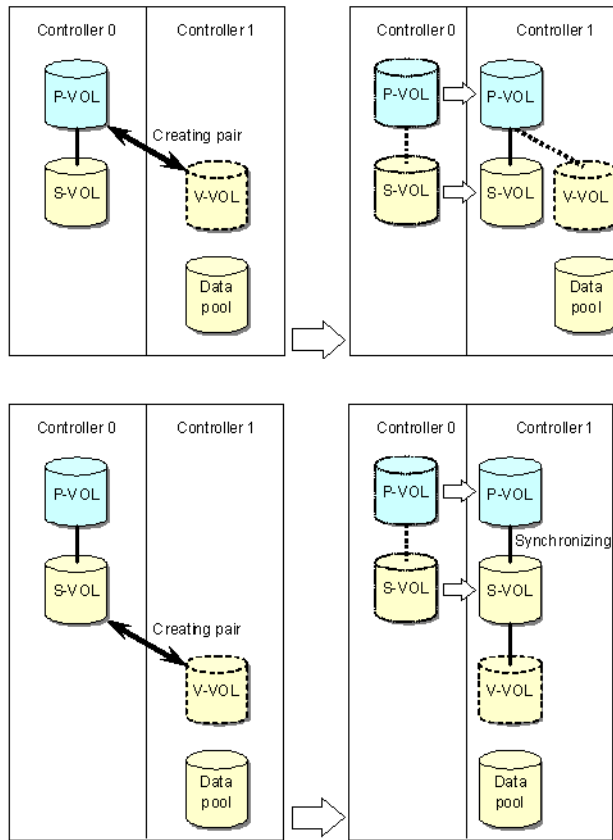 Controller 0
Controller 1
P-VOL
Creating pair
S-VOL
V-VOL
Data
pool
Controller 0
Controller 1
P-VOL
P-VOL
S-VOL
S-VOL
V-VOL
Data
pool
Controller 0
Controller 1
P-VOL
S-VOL
Creating pair
V-VOL
Data
pool
Controller 0
Controller 1
P-VOL
P-VOL
Synchronizing
S-VOL
S-VOL
V-VOL
Data
pool